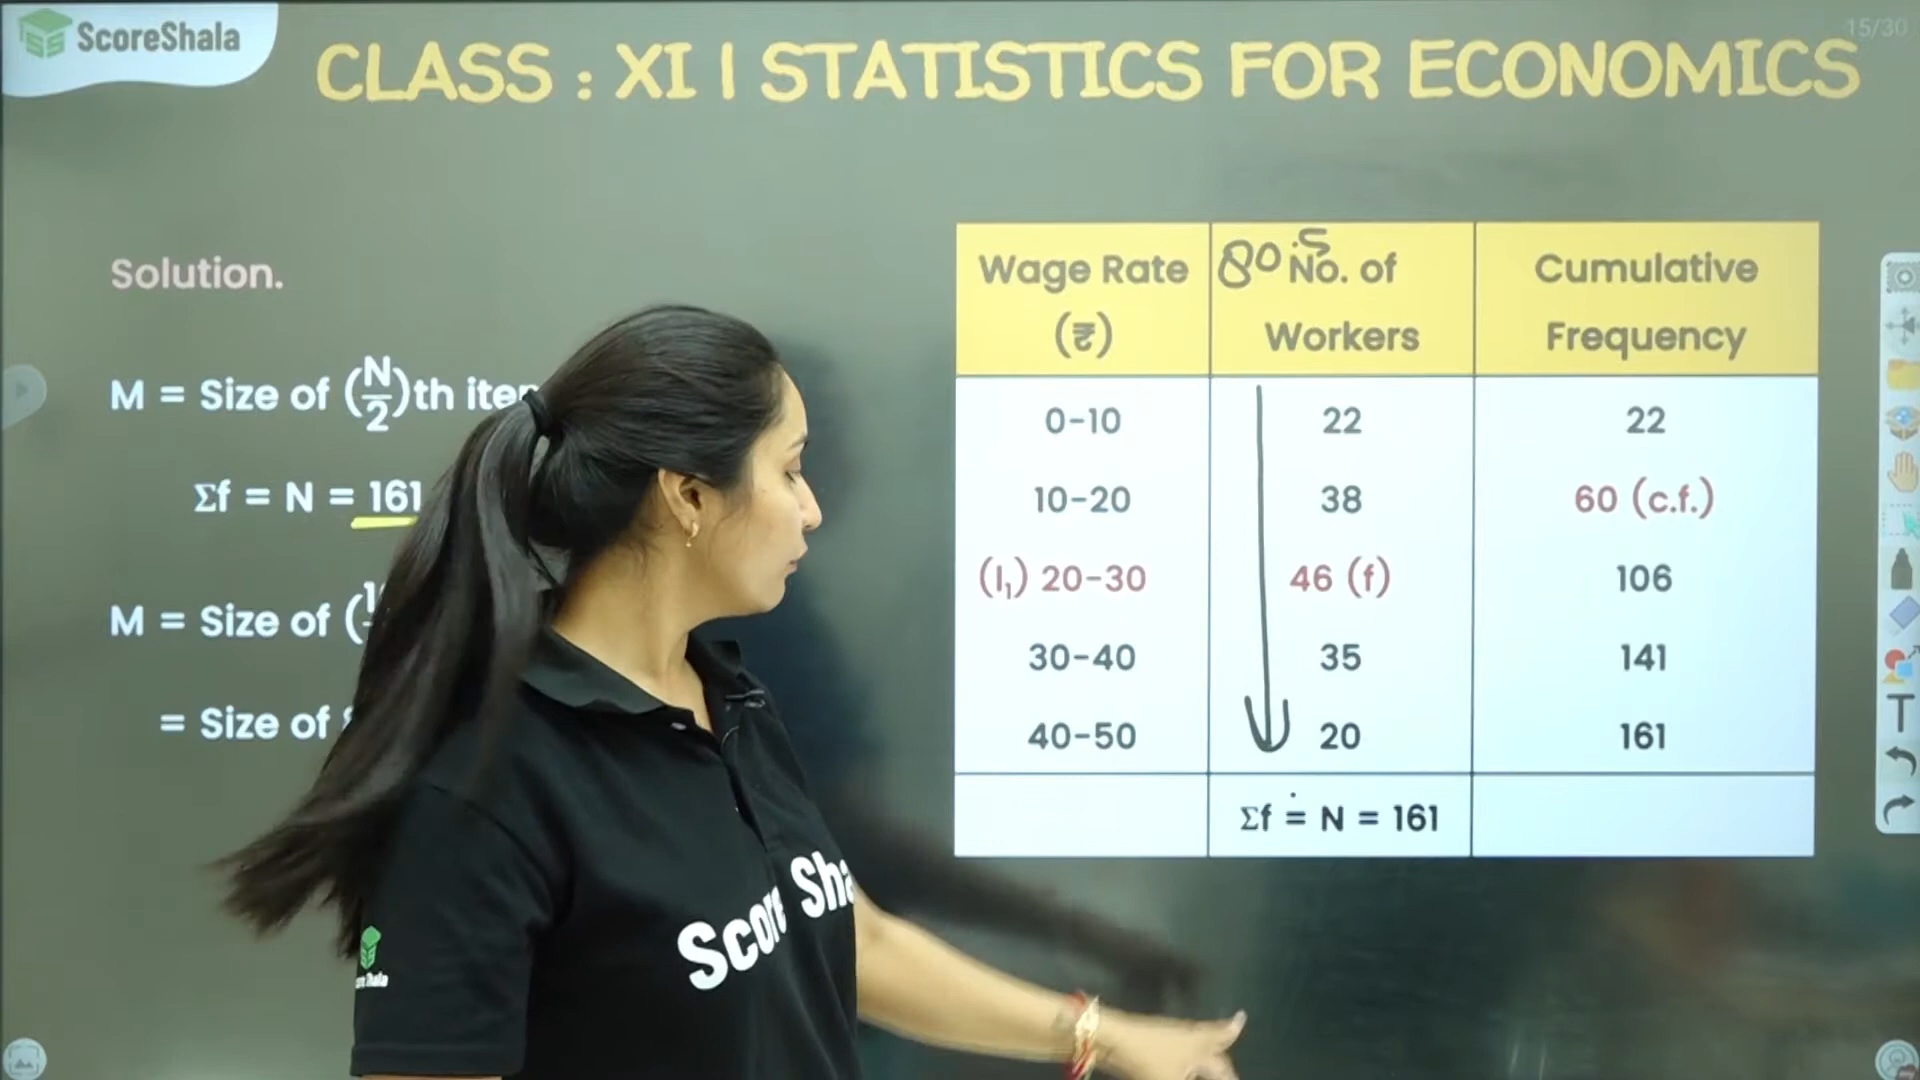 ScoreShala
15/30
CLASS : XI | STATISTICS FOR ECONOMICS
Solution.
M = Size of (N/2)th
Σf = N = 161
M = Size of (
= Size of
80.5
Wage Rate (₹) No. of Workers Cumulative Frequency
0-10 22 22
10-20 38 60 (c.f.)
(l₁) 20-30 46 (f) 106
30-40 35 141
40-50 20 161
Σf = N = 161
Score Sha